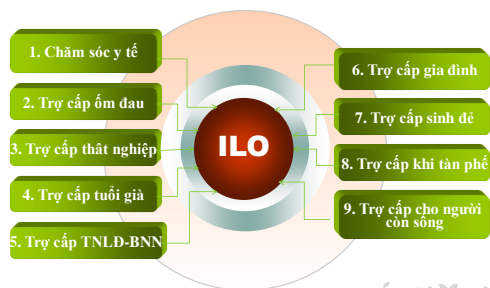 1. Chăm sóc y tế
2. Trợ cấp ốm đau
3. Trợ cấp thất nghiệp
4. Trợ cấp tuổi già
5. Trợ cấp TNLĐ-BNN
ILO
6. Trợ cấp gia đình
7. Trợ cấp sinh đẻ
8. Trợ cấp khi tàn phế
9. Trợ cấp cho người
còn sống